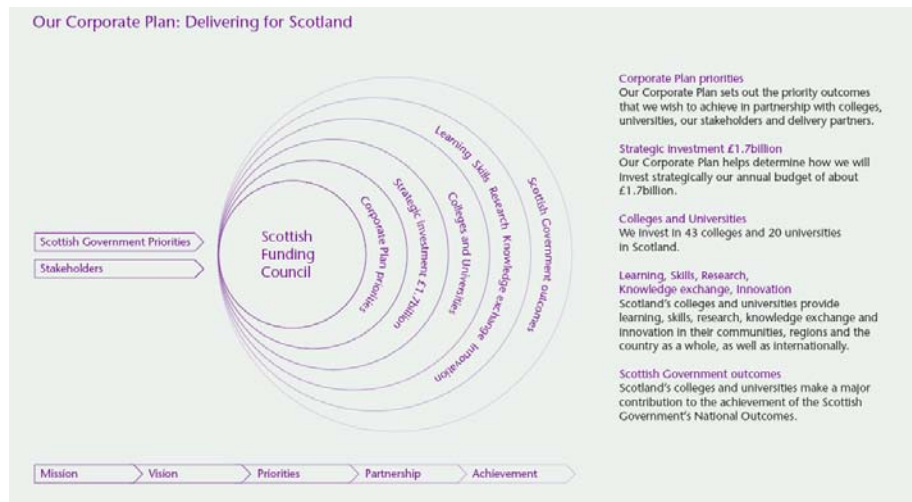 Our Corporate Plan: Delivering for Scotland
Scottish Government Priorities
Stakeholders
Scottish
Funding
Council
Corporate Plan priorities
Strategic investment £1.7billion
Colleges and Universities
Learning Skills Research Knowledge exchange Innovation
Scottish Government outcomes
Corporate Plan priorities
Our Corporate Plan sets out the priority outcomes
that we wish to achieve in partnership with colleges,
universities, our stakeholders and delivery partners.
Strategic investment £1.7billion
Our Corporate Plan helps determine how we will
invest strategically our annual budget of about
£1.7billion.
Colleges and Universities
We invest in 43 colleges and 20 universities
in Scotland.
Learning, Skills, Research,
Knowledge exchange, Innovation
Scotland's colleges and universities provide
learning, skills, research, knowledge exchange and
innovation in their communities, regions and the
country as a whole, as well as internationally.
Scottish Government outcomes
Scotland's colleges and universities make a major
contribution to the achievement of the Scottish
Government's National Outcomes.
Mission
Vision
Priorities
Partnership
Achievement